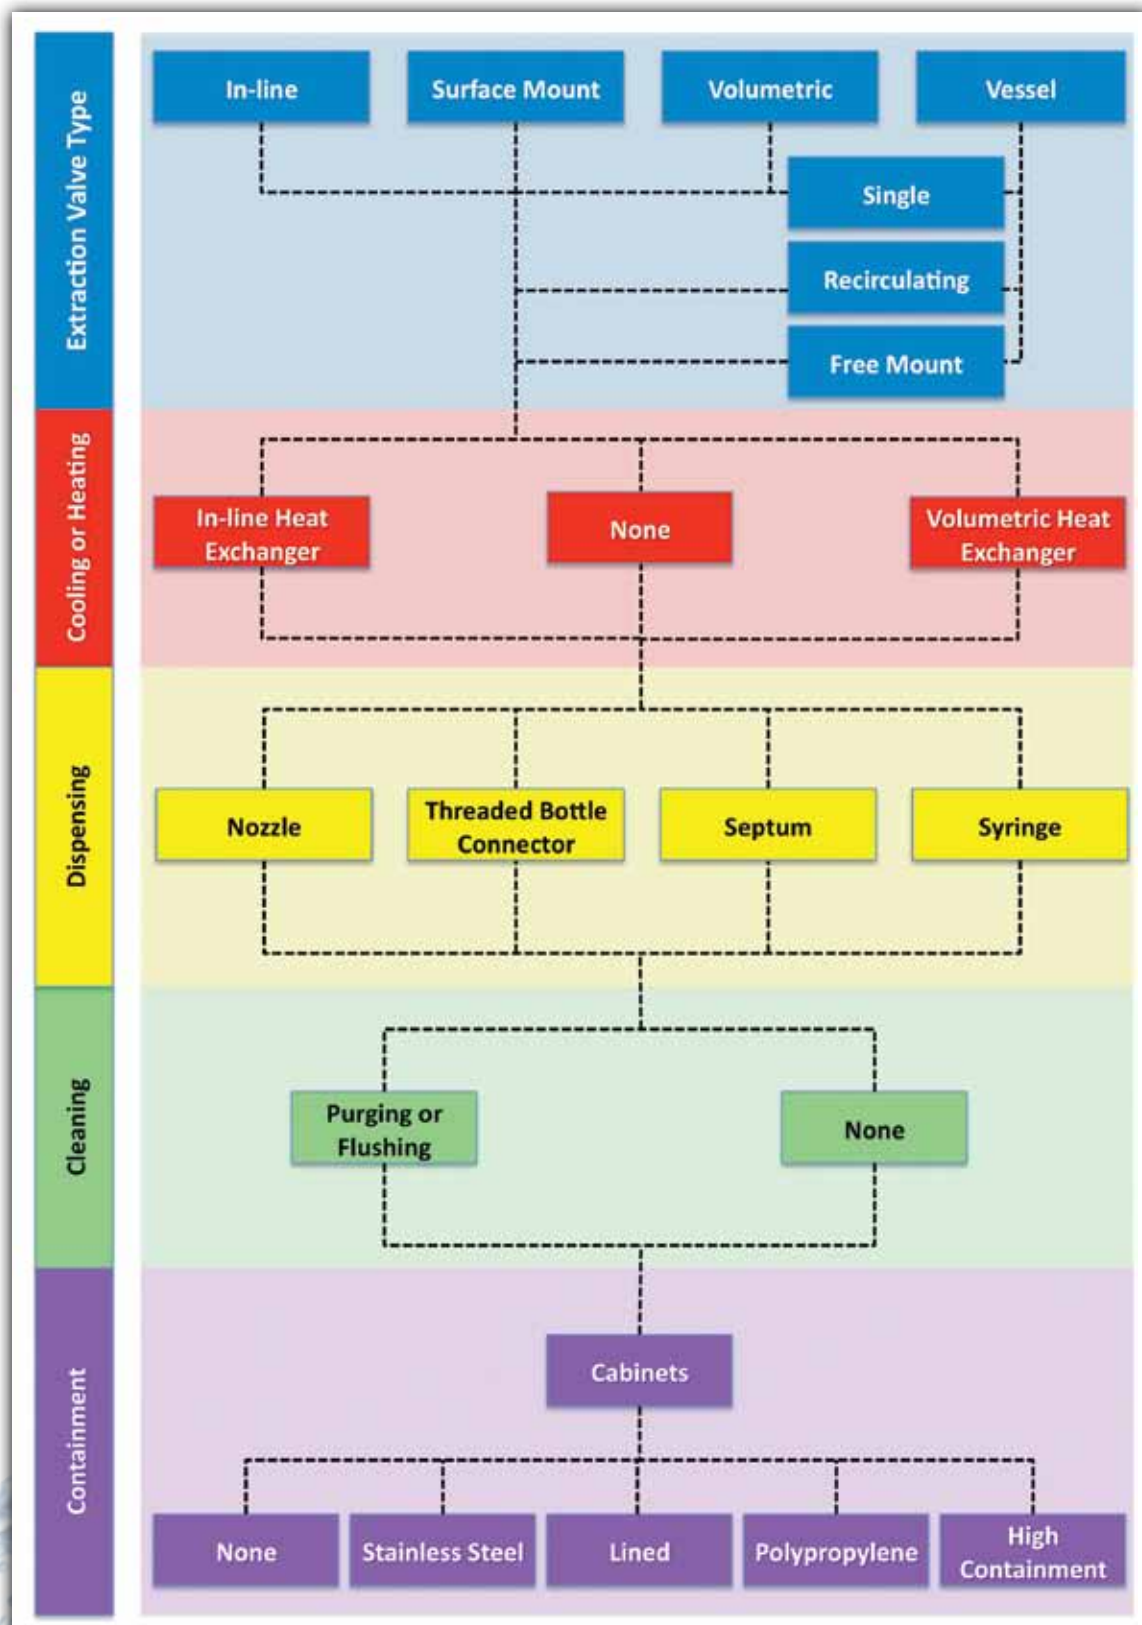 Extraction Valve Type
In-line
Surface Mount
Volumetric
Vessel
Single
Recirculating
Free Mount
Cooling or Heating
In-line Heat
Exchanger
None
Volumetric Heat
Exchanger
Dispensing
Nozzle
Threaded Bottle
Connector
Septum
Syringe
Cleaning
Purging or
Flushing
None
Containment
Cabinets
None
Stainless Steel
Lined
Polypropylene
High
Containment